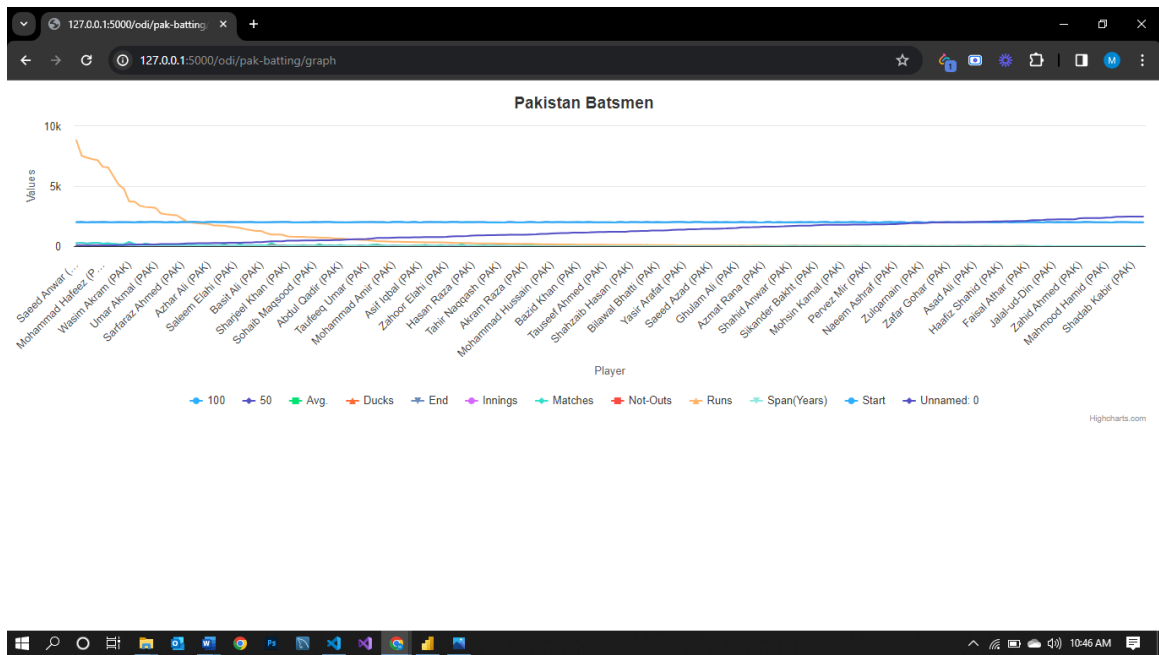 127.0.0.1:5000/odi/pak-batting
127.0.0.1:5000/odi/pak-batting/graph
1
M
Pakistan Batsmen
10k
5k
0
Values
Saeed Anwar (…
Mohammad Hafeez (P…
Wasim Akram (PAK)
Umar Akmal (PAK)
Sarfaraz Ahmed (PAK)
Azhar Ali (PAK)
Saleem Elahi (PAK)
Basit Ali (PAK)
Sharjeel Khan (PAK)
Sohaib Maqsood (PAK)
Abdul Qadir (PAK)
Taufeeq Umar (PAK)
Mohammad Amir (PAK)
Asif Iqbal (PAK)
Zahoor Elahi (PAK)
Hasan Raza (PAK)
Tahir Naqqash (PAK)
Akram Raza (PAK)
Mohammad Hussain (PAK)
Bazid Khan (PAK)
Tauseef Ahmed (PAK)
Shahzaib Hasan (PAK)
Bilawal Bhatti (PAK)
Yasir Arafat (PAK)
Saeed Azad (PAK)
Ghulam Ali (PAK)
Azmat Rana (PAK)
Shahid Anwar (PAK)
Sikander Bakht (PAK)
Mohsin Kamal (PAK)
Pervez Mir (PAK)
Naeem Ashraf (PAK)
Zulqarnain (PAK)
Zafar Gohar (PAK)
Asad Ali (PAK)
Haafiz Shahid (PAK)
Faisal Athar (PAK)
Jalal-ud-Din (PAK)
Zahid Ahmed (PAK)
Mahmood Hamid (PAK)
Shadab Kabir (PAK)
Player
100 50 Avg. Ducks End Innings Matches Not-Outs Runs Span(Years) Start Unnamed: 0
Highcharts.com
Ps
10:46 AM